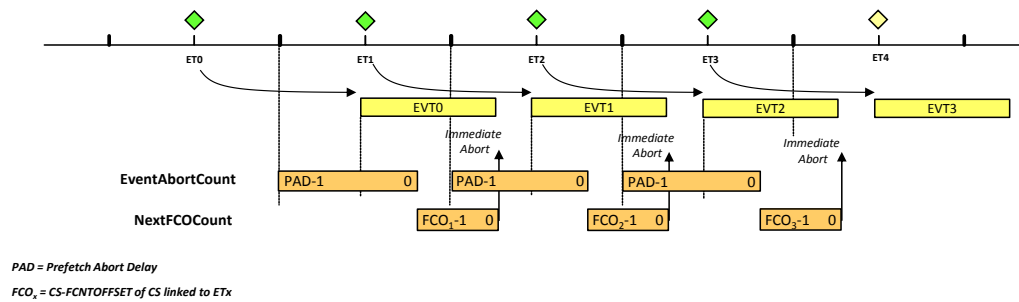 ET0 ET1 ET2 ET3 ET4
EVT0 EVT1 EVT2 EVT3
Immediate
Abort
Immediate
Abort
Immediate
Abort
EventAbortCount PAD-1 0 PAD-1 0 PAD-1 0
NextFCOCount FCO₁-1 0 FCO₂-1 0 FCO₃-1 0
PAD = Prefetch Abort Delay
FCOₓ = CS-FCNTOFFSET of CS linked to ETx